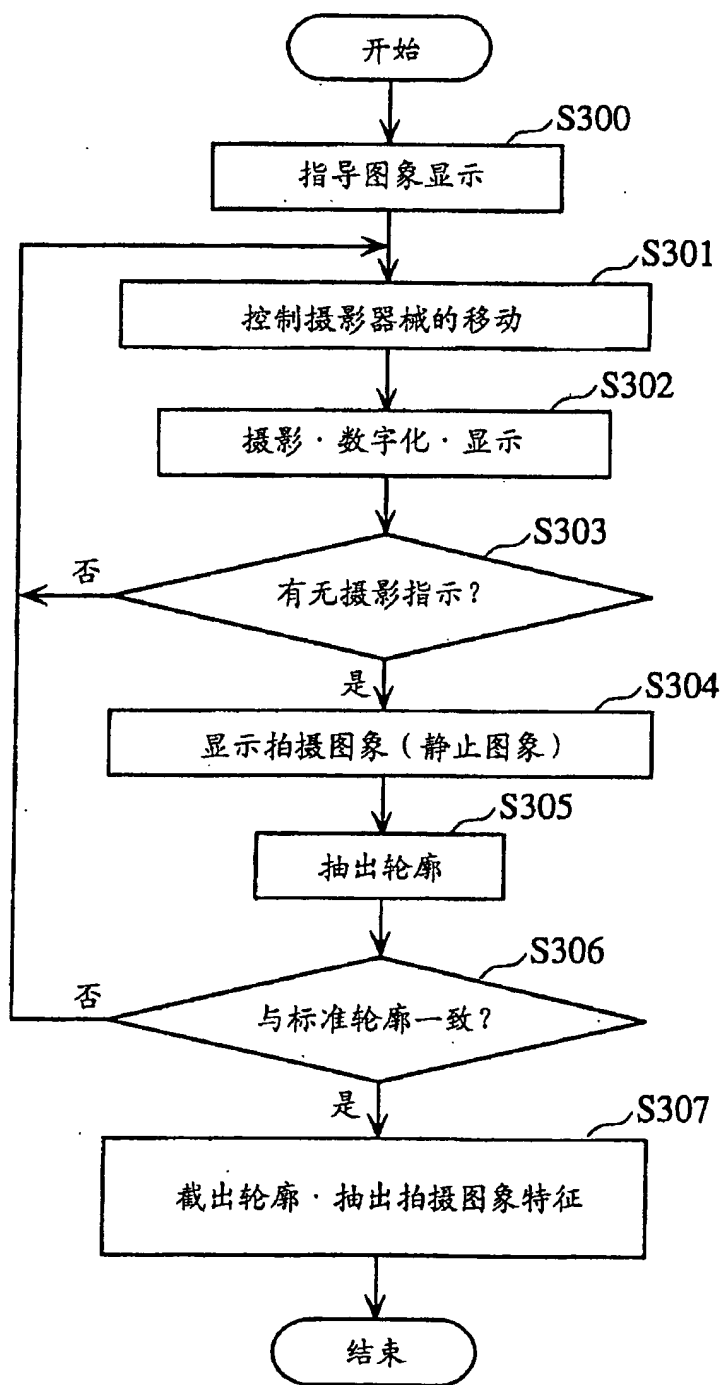 开始
S300
指导图象显示
S301
控制摄影器械的移动
S302
摄影·数字化·显示
S303
否
有无摄影指示？
是
S304
显示拍摄图象（静止图象）
S305
抽出轮廓
S306
否
与标准轮廓一致？
是
S307
截出轮廓·抽出拍摄图象特征
结束